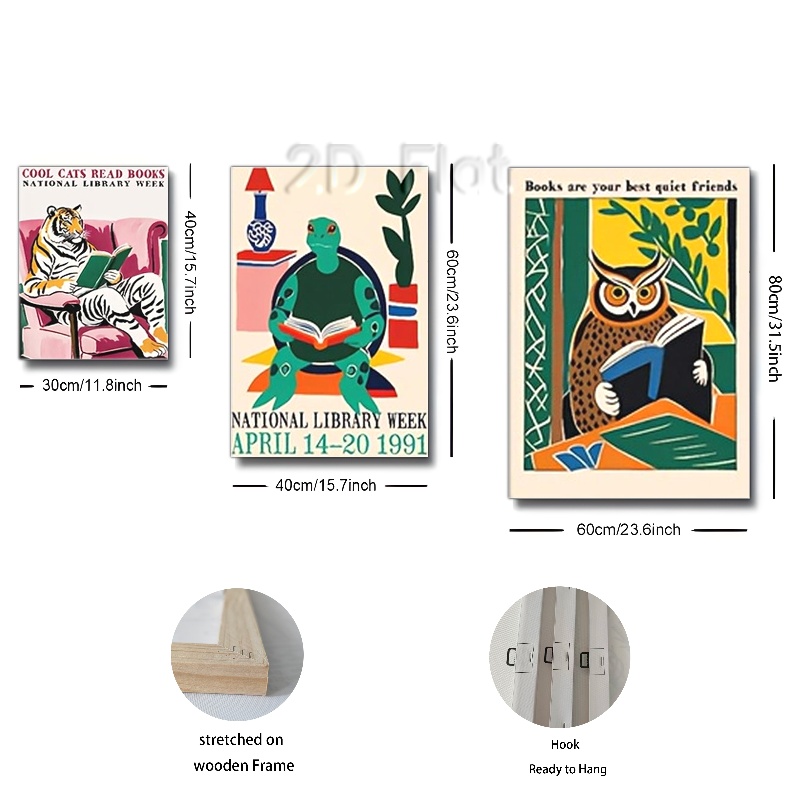 2D Flat
COOL CATS READ BOOKS
NATIONAL LIBRARY WEEK
40cm/15.7inch
30cm/11.8inch
NATIONAL LIBRARY WEEK
APRIL 14–20 1991
60cm/23.6inch
40cm/15.7inch
Books are your best quiet friends
80cm/31.5inch
60cm/23.6inch
stretched on
wooden Frame
Hook
Ready to Hang